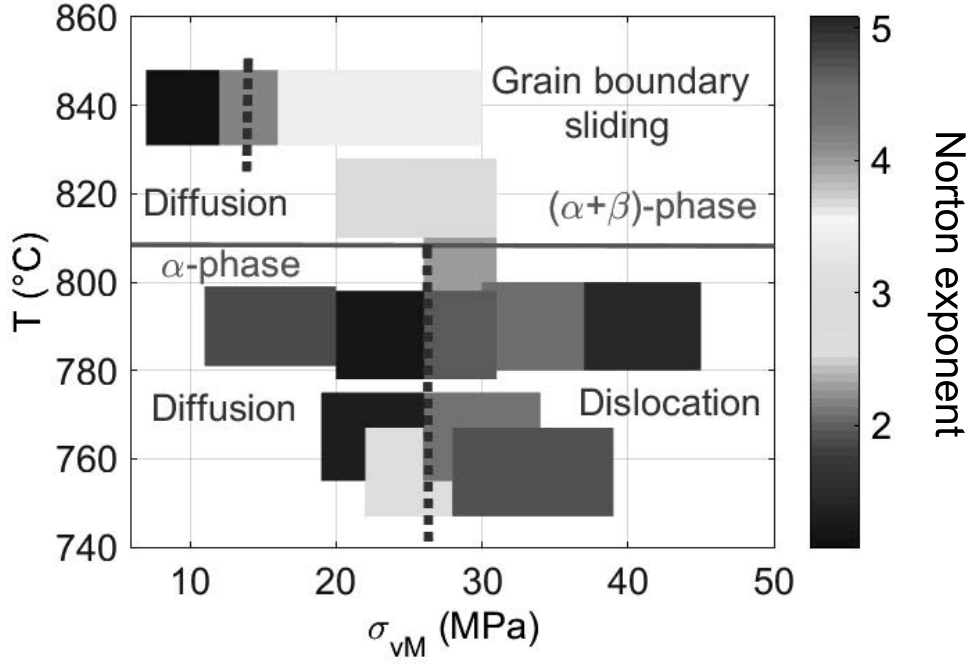 860
840
820
800
780
760
740
T (°C)
Grain boundary
sliding
Diffusion
(α+β)-phase
α-phase
Diffusion
Dislocation
10
20
30
40
50
σvM (MPa)
5
4
3
2
Norton exponent